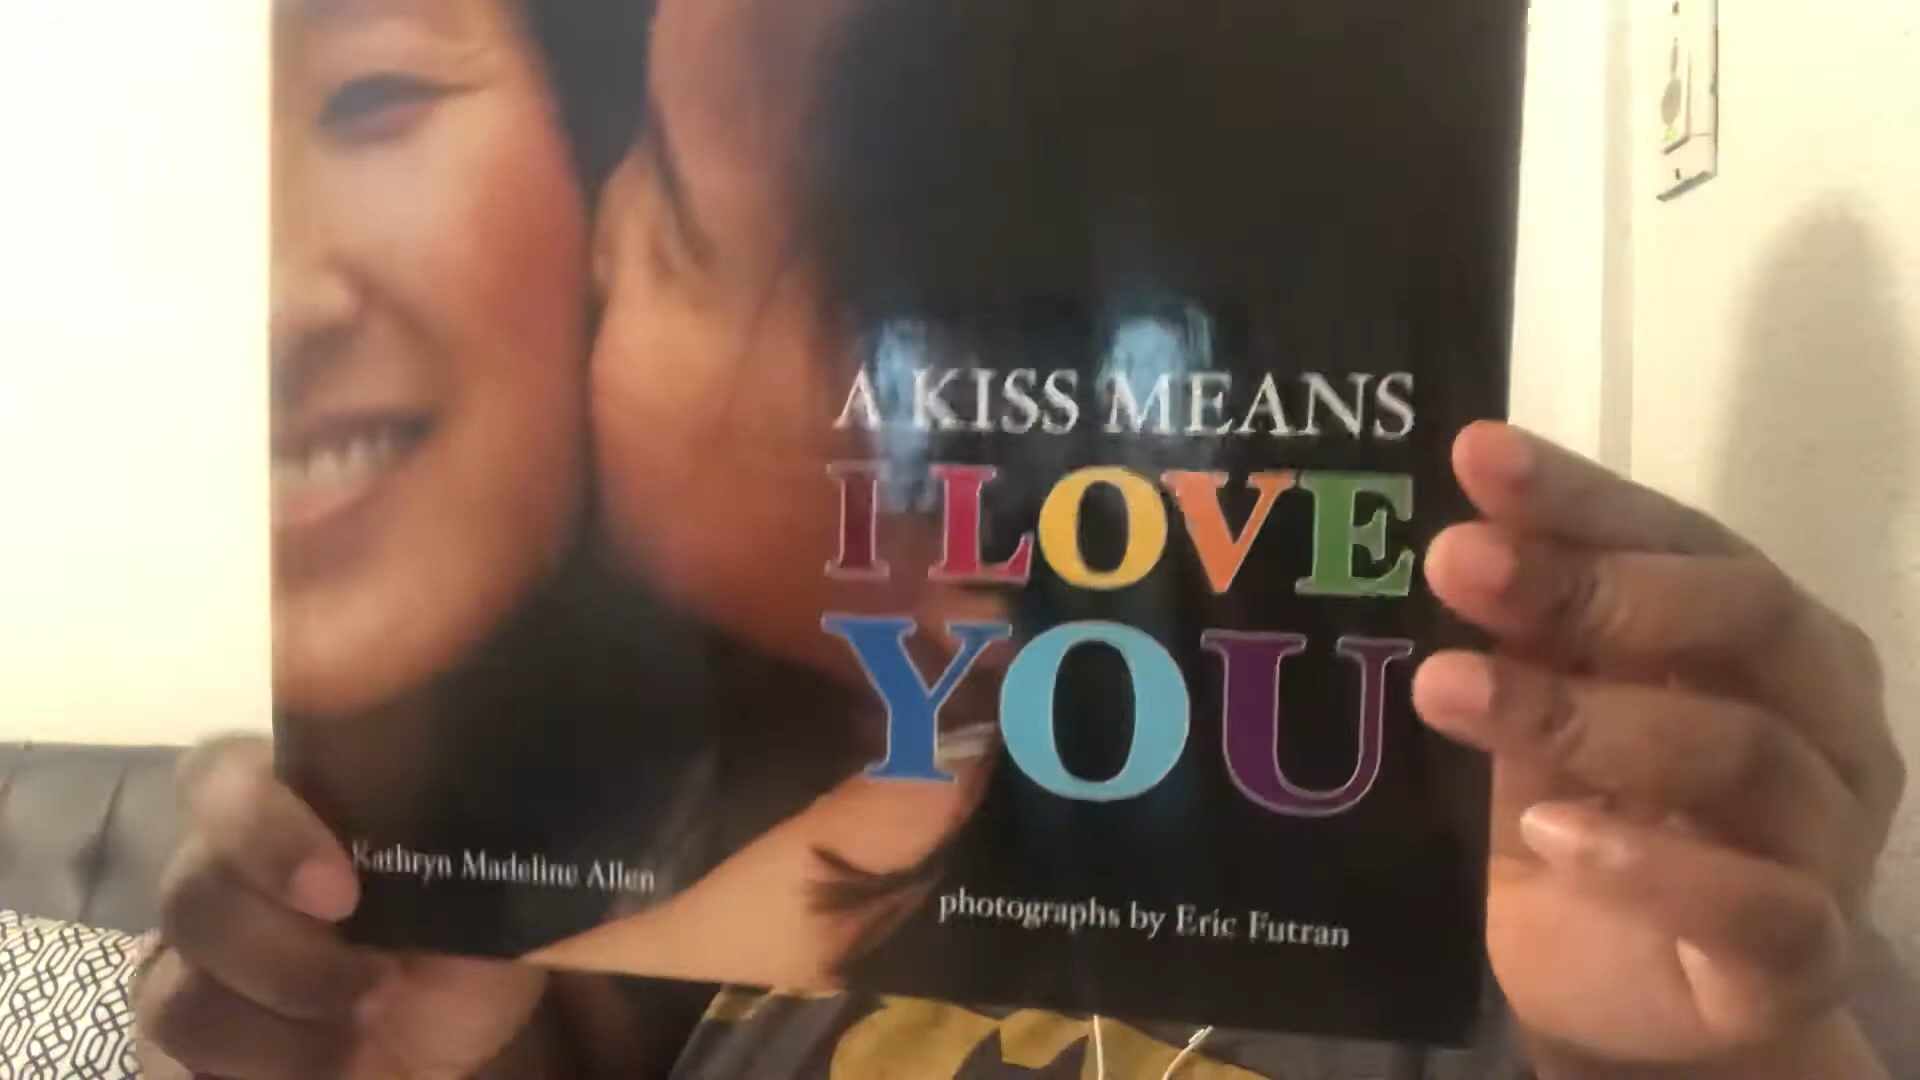 A KISS MEANS
I LOVE
YOU
Kathryn Madeline Allen
photographs by Eric Futran